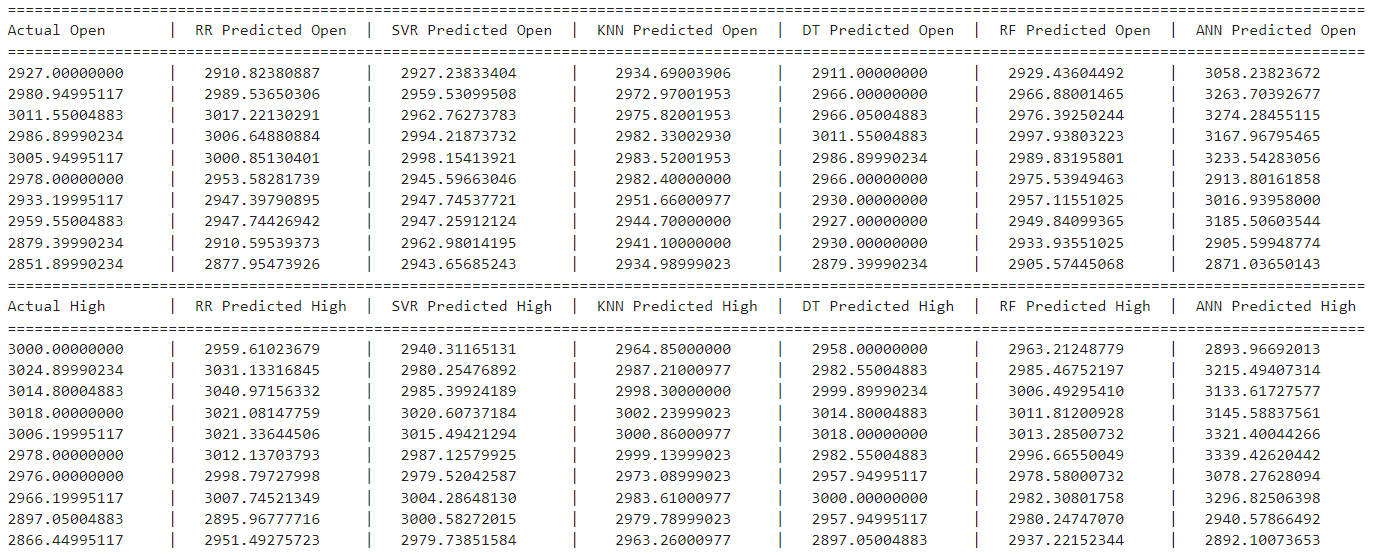 =======================================================================================================================================================
Actual Open | RR Predicted Open | SVR Predicted Open | KNN Predicted Open | DT Predicted Open | RF Predicted Open | ANN Predicted Open
=======================================================================================================================================================
2927.00000000 | 2910.82380887 | 2927.23833404 | 2934.69003906 | 2911.00000000 | 2929.43604492 | 3058.23823672
2980.94995117 | 2989.53650306 | 2959.53099508 | 2972.97001953 | 2966.00000000 | 2966.88001465 | 3263.70392677
3011.55004883 | 3017.22130291 | 2962.76273783 | 2975.82001953 | 2966.05004883 | 2976.39250244 | 3274.28455115
2986.89990234 | 3006.64880884 | 2994.21873732 | 2982.33002930 | 3011.55004883 | 2997.93803223 | 3167.96795465
3005.94995117 | 3000.85130401 | 2998.15413921 | 2983.52001953 | 2986.89990234 | 2989.83195801 | 3233.54283056
2978.00000000 | 2953.58281739 | 2945.59663046 | 2982.40000000 | 2966.00000000 | 2975.53949463 | 2913.80161858
2933.19995117 | 2947.39790895 | 2947.74537721 | 2951.66000977 | 2930.00000000 | 2957.11551025 | 3016.93958000
2959.55004883 | 2947.74426942 | 2947.25912124 | 2944.70000000 | 2927.00000000 | 2949.84099365 | 3185.50603544
2879.39990234 | 2910.59539373 | 2962.98014195 | 2941.10000000 | 2930.00000000 | 2933.93551025 | 2905.59948774
2851.89990234 | 2877.95473926 | 2943.65685243 | 2934.98999023 | 2879.39990234 | 2905.57445068 | 2871.03650143
=======================================================================================================================================================
Actual High | RR Predicted High | SVR Predicted High | KNN Predicted High | DT Predicted High | RF Predicted High | ANN Predicted High
=======================================================================================================================================================
3000.00000000 | 2959.61023679 | 2940.31165131 | 2964.85000000 | 2958.00000000 | 2963.21248779 | 2893.96692013
3024.89990234 | 3031.13316845 | 2980.25476892 | 2987.21000977 | 2982.55004883 | 2985.46752197 | 3215.49407314
3014.80004883 | 3040.97156332 | 2985.39924189 | 2998.30000000 | 2999.89990234 | 3006.49295410 | 3133.61727577
3018.00000000 | 3021.08147759 | 3020.60737184 | 3002.23999023 | 3014.80004883 | 3011.81200928 | 3145.58837561
3006.19995117 | 3021.33644506 | 3015.49421294 | 3000.86000977 | 3018.00000000 | 3013.28500732 | 3321.40044266
2978.00000000 | 3012.13703793 | 2987.12579925 | 2999.13999023 | 2982.55004883 | 2996.66550049 | 3339.42620442
2976.00000000 | 2998.79727998 | 2979.52042587 | 2973.08999023 | 2957.94995117 | 2978.58000732 | 3078.27628094
2966.19995117 | 3007.74521349 | 3004.28648130 | 2983.61000977 | 3000.00000000 | 2982.30801758 | 3296.82506398
2897.05004883 | 2895.96777716 | 3000.58272015 | 2979.78999023 | 2957.94995117 | 2980.24747070 | 2940.57866492
2866.44995117 | 2951.49275723 | 2979.73851584 | 2963.26000977 | 2897.05004883 | 2937.22152344 | 2892.10073653